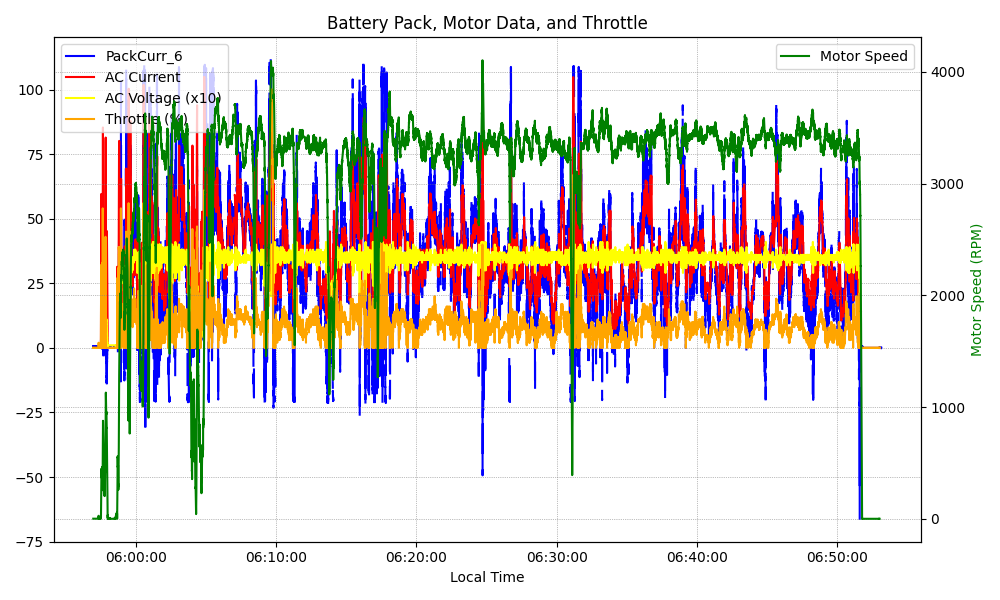 Battery Pack, Motor Data, and Throttle
PackCurr_6
AC Current
AC Voltage (x10)
Throttle (%)
Motor Speed
100
75
50
25
0
−25
−50
−75
4000
3000
2000
1000
0
Motor Speed (RPM)
06:00:00
06:10:00
06:20:00
06:30:00
06:40:00
06:50:00
Local Time